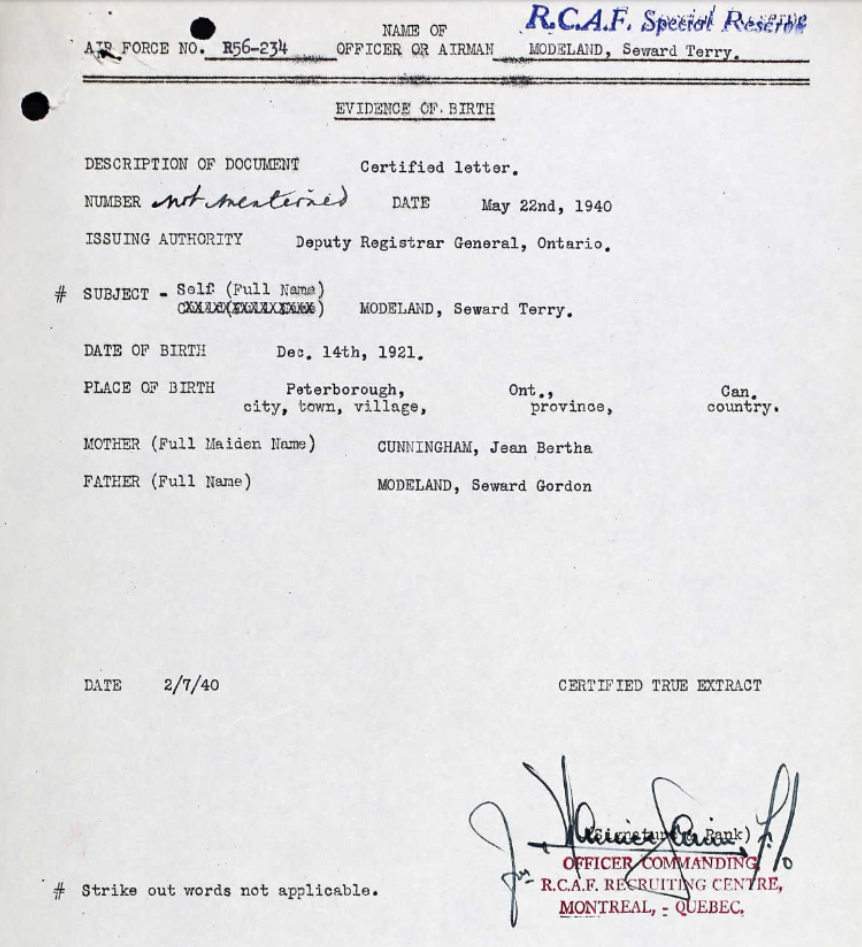 R.C.A.F. Special Reserve
NAME OF
AIR FORCE NO. R56-234 OFFICER OR AIRMAN MODELAND, Seward Terry.
EVIDENCE OF BIRTH
DESCRIPTION OF DOCUMENT Certified letter.
NUMBER not mentioned DATE May 22nd, 1940
ISSUING AUTHORITY Deputy Registrar General, Ontario.
# SUBJECT - Self (Full Name)
MODELAND, Seward Terry.
DATE OF BIRTH Dec. 14th, 1921.
PLACE OF BIRTH Peterborough, Ont., Can.
city, town, village, province, country.
MOTHER (Full Maiden Name) CUNNINGHAM, Jean Bertha
FATHER (Full Name) MODELAND, Seward Gordon
DATE 2/7/40 CERTIFIED TRUE EXTRACT
(Signature & Rank)
OFFICER COMMANDING
R.C.A.F. RECRUITING CENTRE,
# Strike out words not applicable.
MONTREAL, - QUEBEC.